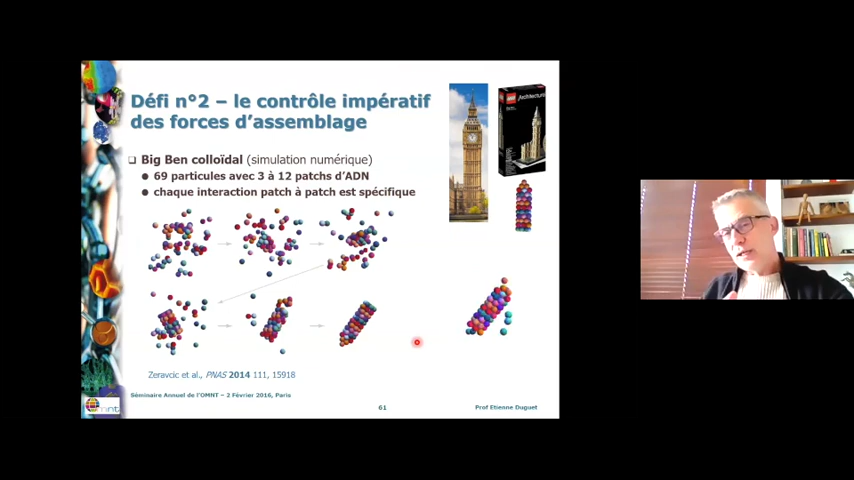 Défi n°2 – le contrôle impératif
des forces d'assemblage
Big Ben colloïdal (simulation numérique)
69 particules avec 3 à 12 patchs d'ADN
chaque interaction patch à patch est spécifique
LEGO Architecture
Zeravcic et al., PNAS 2014 111, 15918
Séminaire Annuel de l'OMNT – 2 Février 2016, Paris
61
Prof Etienne Duguet